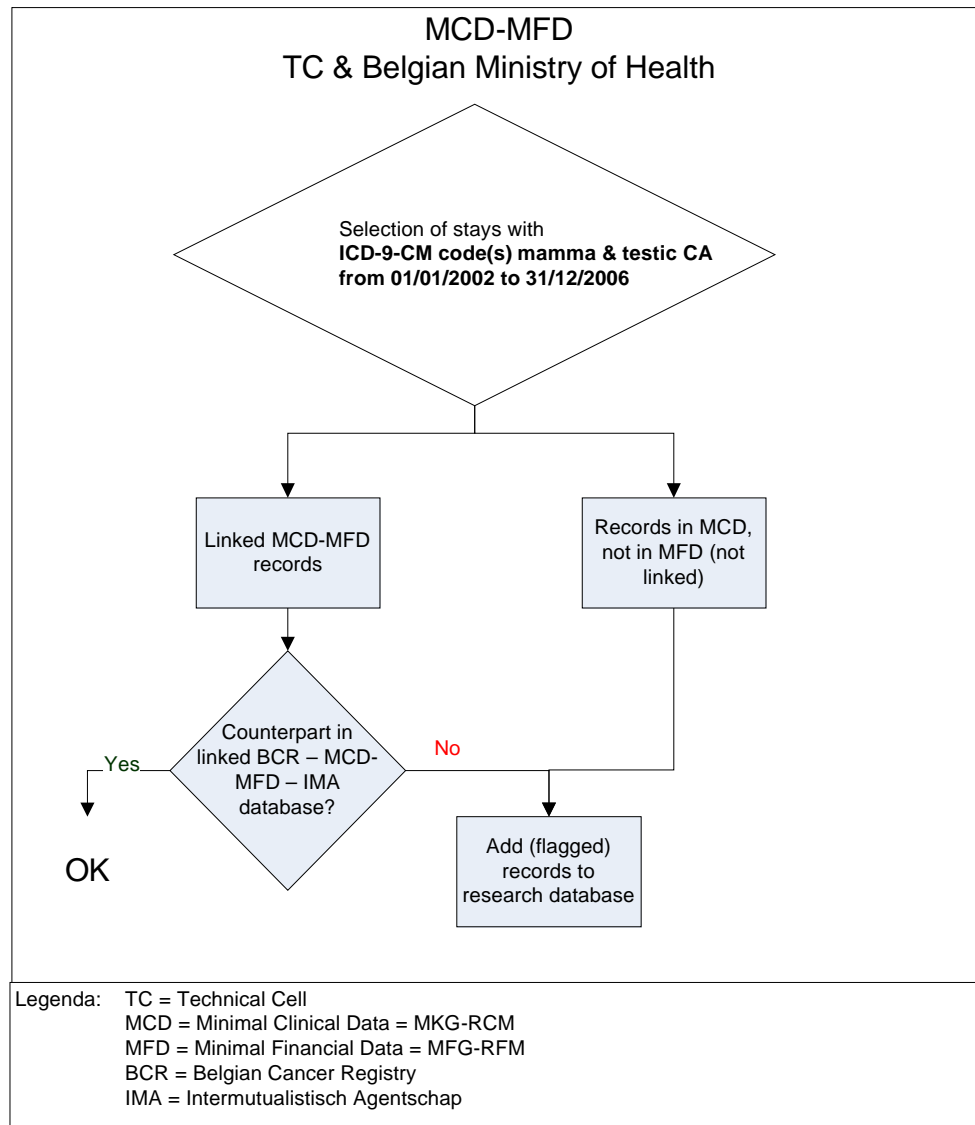 MCD-MFD
TC & Belgian Ministry of Health
Selection of stays with
ICD-9-CM code(s) mamma & testic CA
from 01/01/2002 to 31/12/2006
Linked MCD-MFD
records
Records in MCD,
not in MFD (not
linked)
Counterpart in
linked BCR – MCD-
MFD – IMA
database?
Yes
No
OK
Add (flagged)
records to
research database
Legenda: TC = Technical Cell
MCD = Minimal Clinical Data = MKG-RCM
MFD = Minimal Financial Data = MFG-RFM
BCR = Belgian Cancer Registry
IMA = Intermutualistisch Agentschap